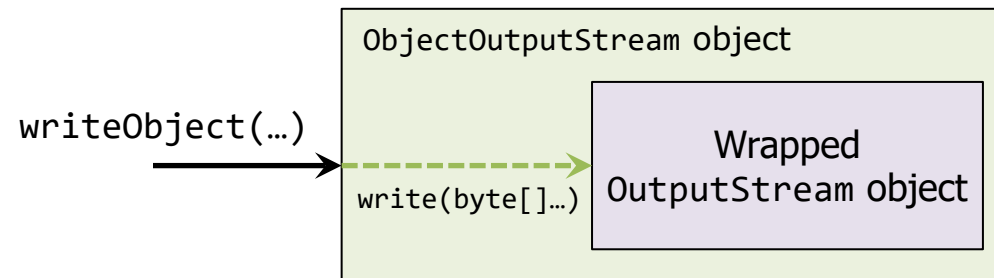 ObjectOutputStream object
writeObject(…)
write(byte[]…)
Wrapped
OutputStream object